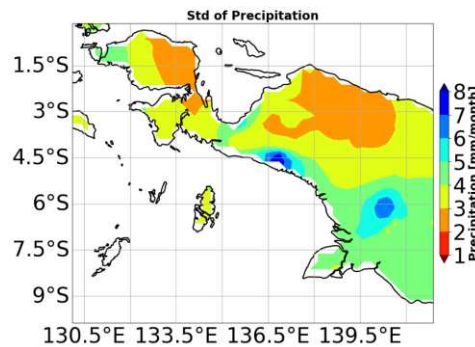 Std of Precipitation
1.5°S
3°S
4.5°S
6°S
7.5°S
9°S
130.5°E 133.5°E 136.5°E 139.5°E
8
7
6
5
4
3
2
1
Precipitation (mm/month)